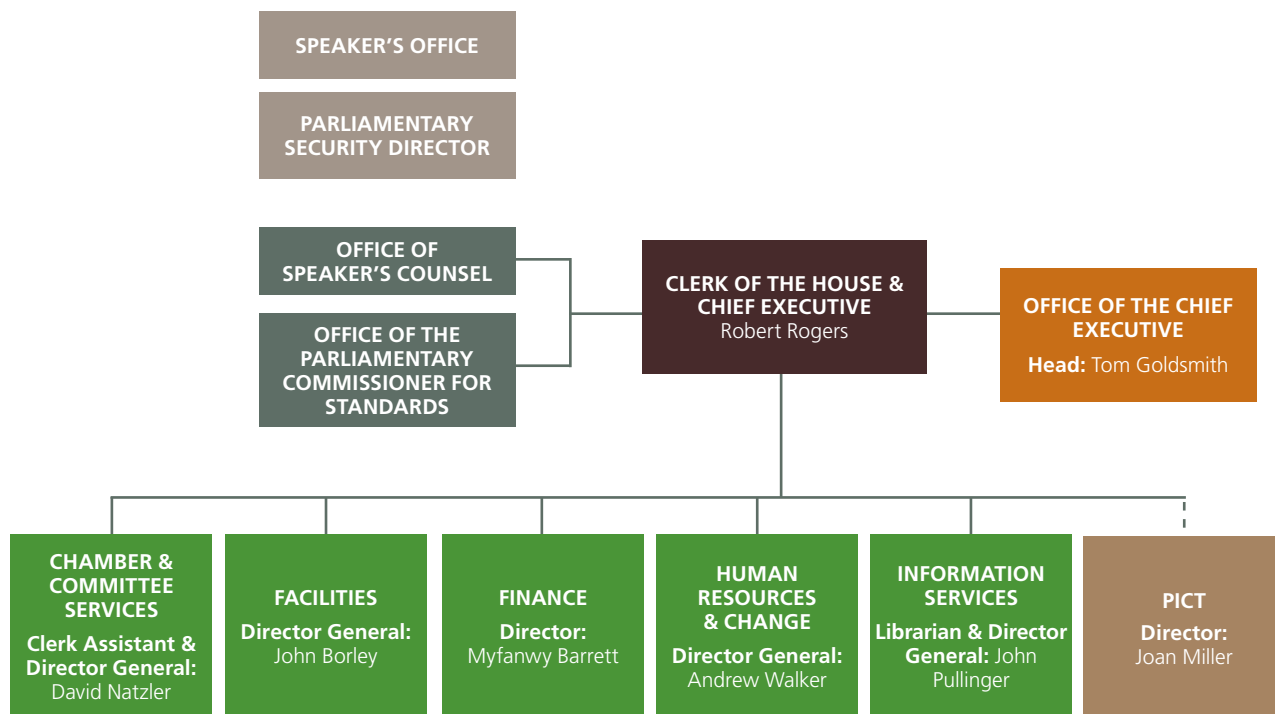 SPEAKER’S OFFICE
PARLIAMENTARY
SECURITY DIRECTOR
OFFICE OF
SPEAKER’S COUNSEL
OFFICE OF THE
PARLIAMENTARY
COMMISSIONER FOR
STANDARDS
CLERK OF THE HOUSE &
CHIEF EXECUTIVE
Robert Rogers
OFFICE OF THE CHIEF
EXECUTIVE
Head: Tom Goldsmith
CHAMBER &
COMMITTEE
SERVICES
Clerk Assistant &
Director General:
David Natzler
FACILITIES
Director General:
John Borley
FINANCE
Director:
Myfanwy Barrett
HUMAN
RESOURCES
& CHANGE
Director General:
Andrew Walker
INFORMATION
SERVICES
Librarian & Director
General: John
Pullinger
PICT
Director:
Joan Miller